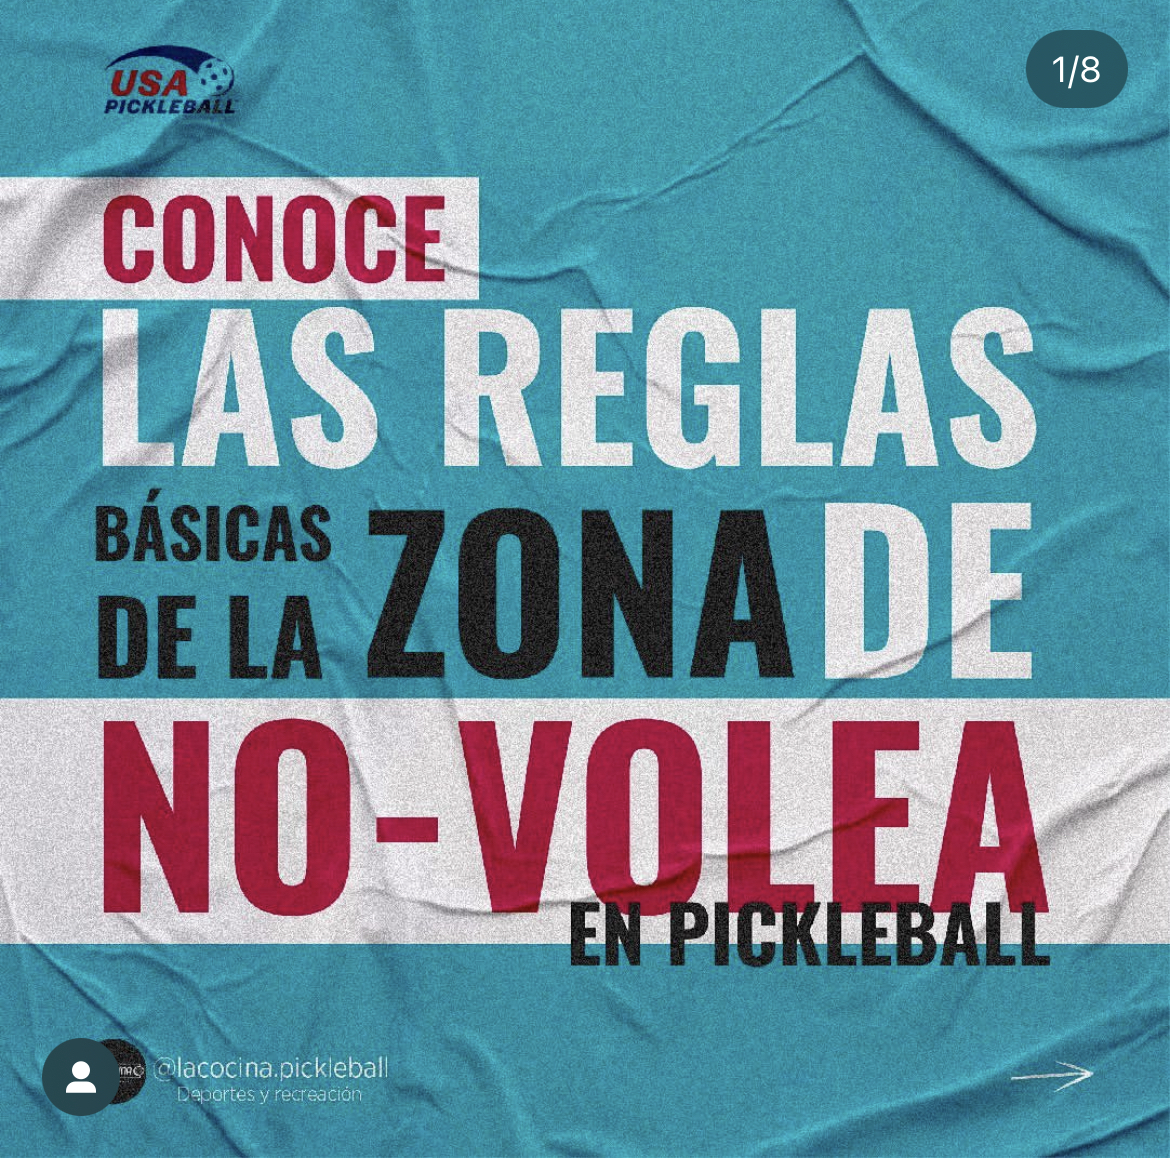 USA
PICKLEBALL
1/8
CONOCE
LAS REGLAS
BÁSICAS
DE LA ZONA DE
NO-VOLEA
EN PICKLEBALL
@lacocina.pickleball
Deportes y recreación